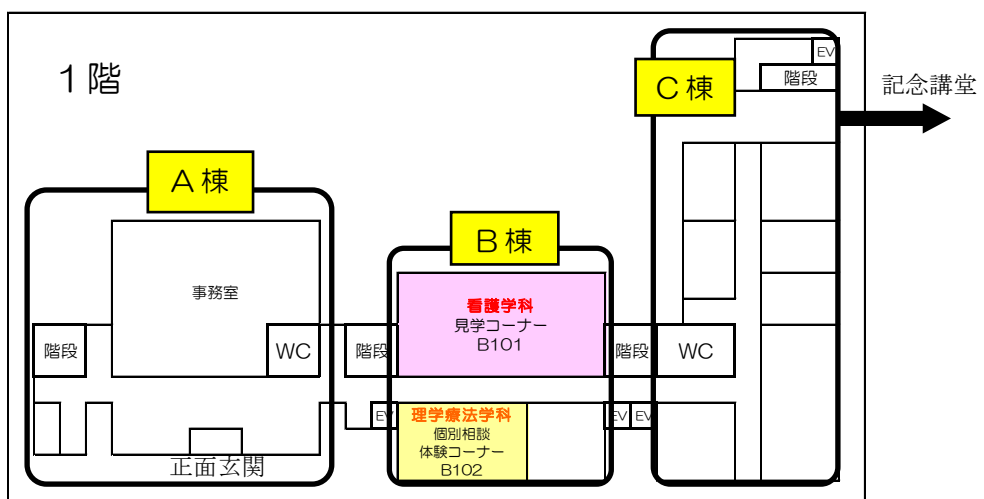 1階
EV
C棟
階段
記念講堂
A棟
B棟
事務室
看護学科
見学コーナー
B101
階段
WC
階段
階段
WC
EV
理学療法学科
個別相談
体験コーナー
B102
EV
EV
正面玄関